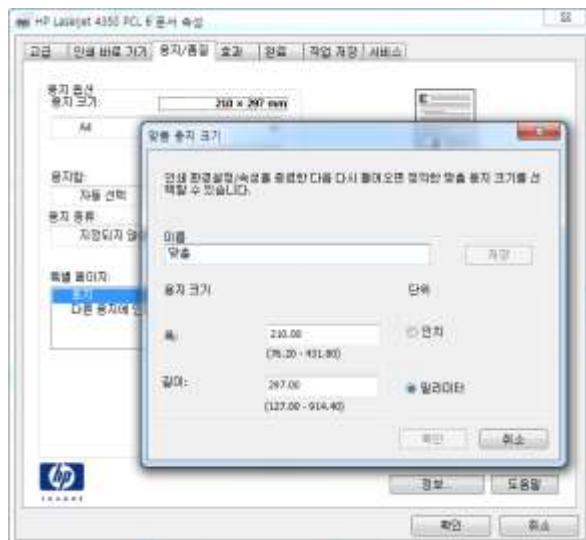 HP Laserjet 4350 PCL 6 문서 속성
고급 인쇄 바로 가기 용지/품질 효과 완료 작업 저장 서비스
용지 옵션
용지 크기: 210 × 297 mm
A4
용지함:
자동 선택
용지 종류
지정되지 않
특별 페이지:
표지
다른 용지에 인
맞춤 용지 크기
인쇄 환경설정/속성을 종료한 다음 다시 들어오면 정의한 맞춤 용지 크기를 선
택할 수 있습니다.
이름
맞춤 저장
용지 크기 단위
폭: 210.00 인치
(76.20 - 431.80)
길이: 297.00 밀리미터
(127.00 - 914.40)
확인 취소
hp
invent
정보... 도움말
확인 취소